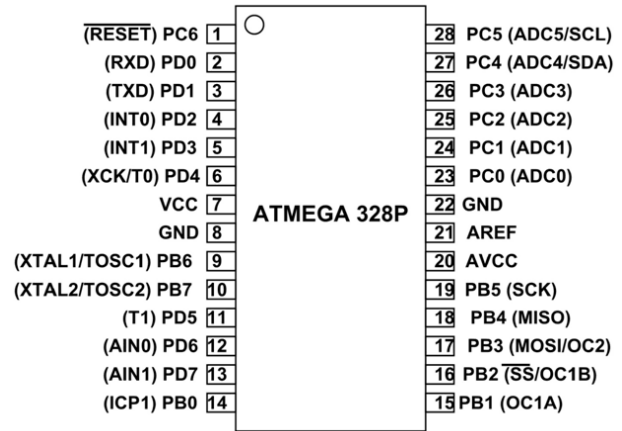 (RESET) PC6 1
(RXD) PD0 2
(TXD) PD1 3
(INT0) PD2 4
(INT1) PD3 5
(XCK/T0) PD4 6
VCC 7
GND 8
(XTAL1/TOSC1) PB6 9
(XTAL2/TOSC2) PB7 10
(T1) PD5 11
(AIN0) PD6 12
(AIN1) PD7 13
(ICP1) PB0 14
ATMEGA 328P
28 PC5 (ADC5/SCL)
27 PC4 (ADC4/SDA)
26 PC3 (ADC3)
25 PC2 (ADC2)
24 PC1 (ADC1)
23 PC0 (ADC0)
22 GND
21 AREF
20 AVCC
19 PB5 (SCK)
18 PB4 (MISO)
17 PB3 (MOSI/OC2)
16 PB2 (SS/OC1B)
15 PB1 (OC1A)